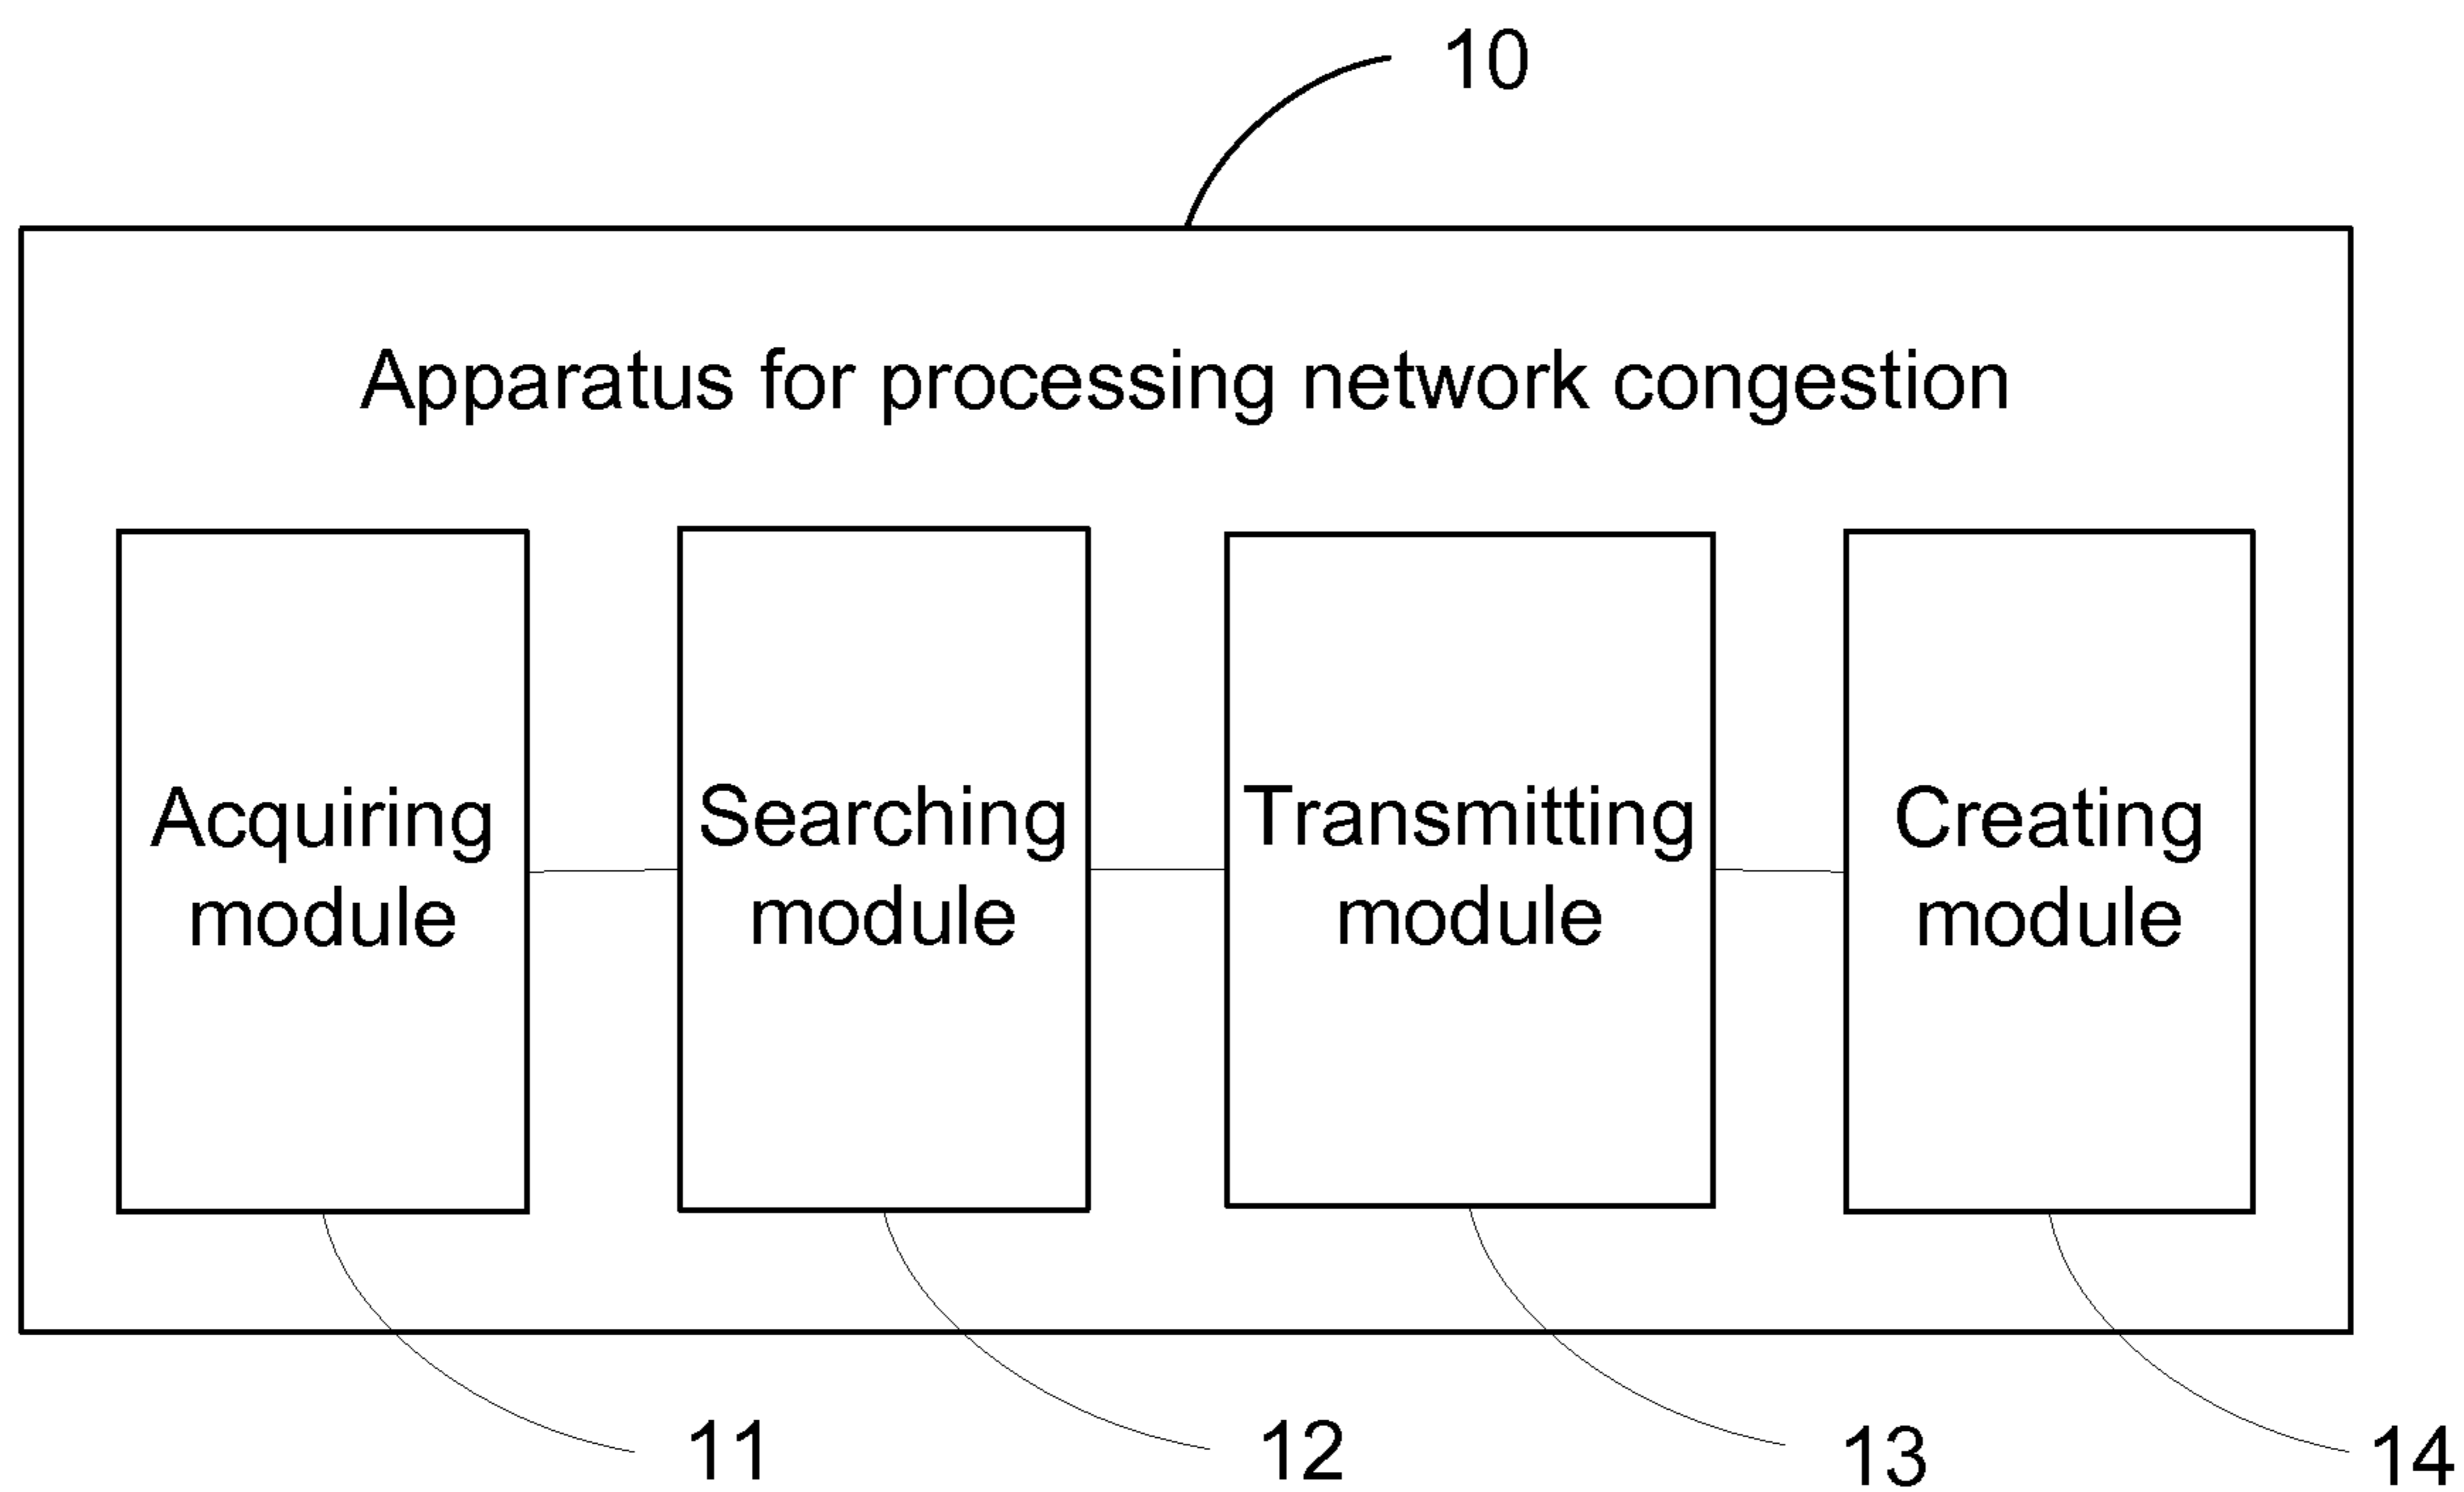 10
Apparatus for processing network congestion
Acquiring
module
Searching
module
Transmitting
module
Creating
module
11
12
13
14